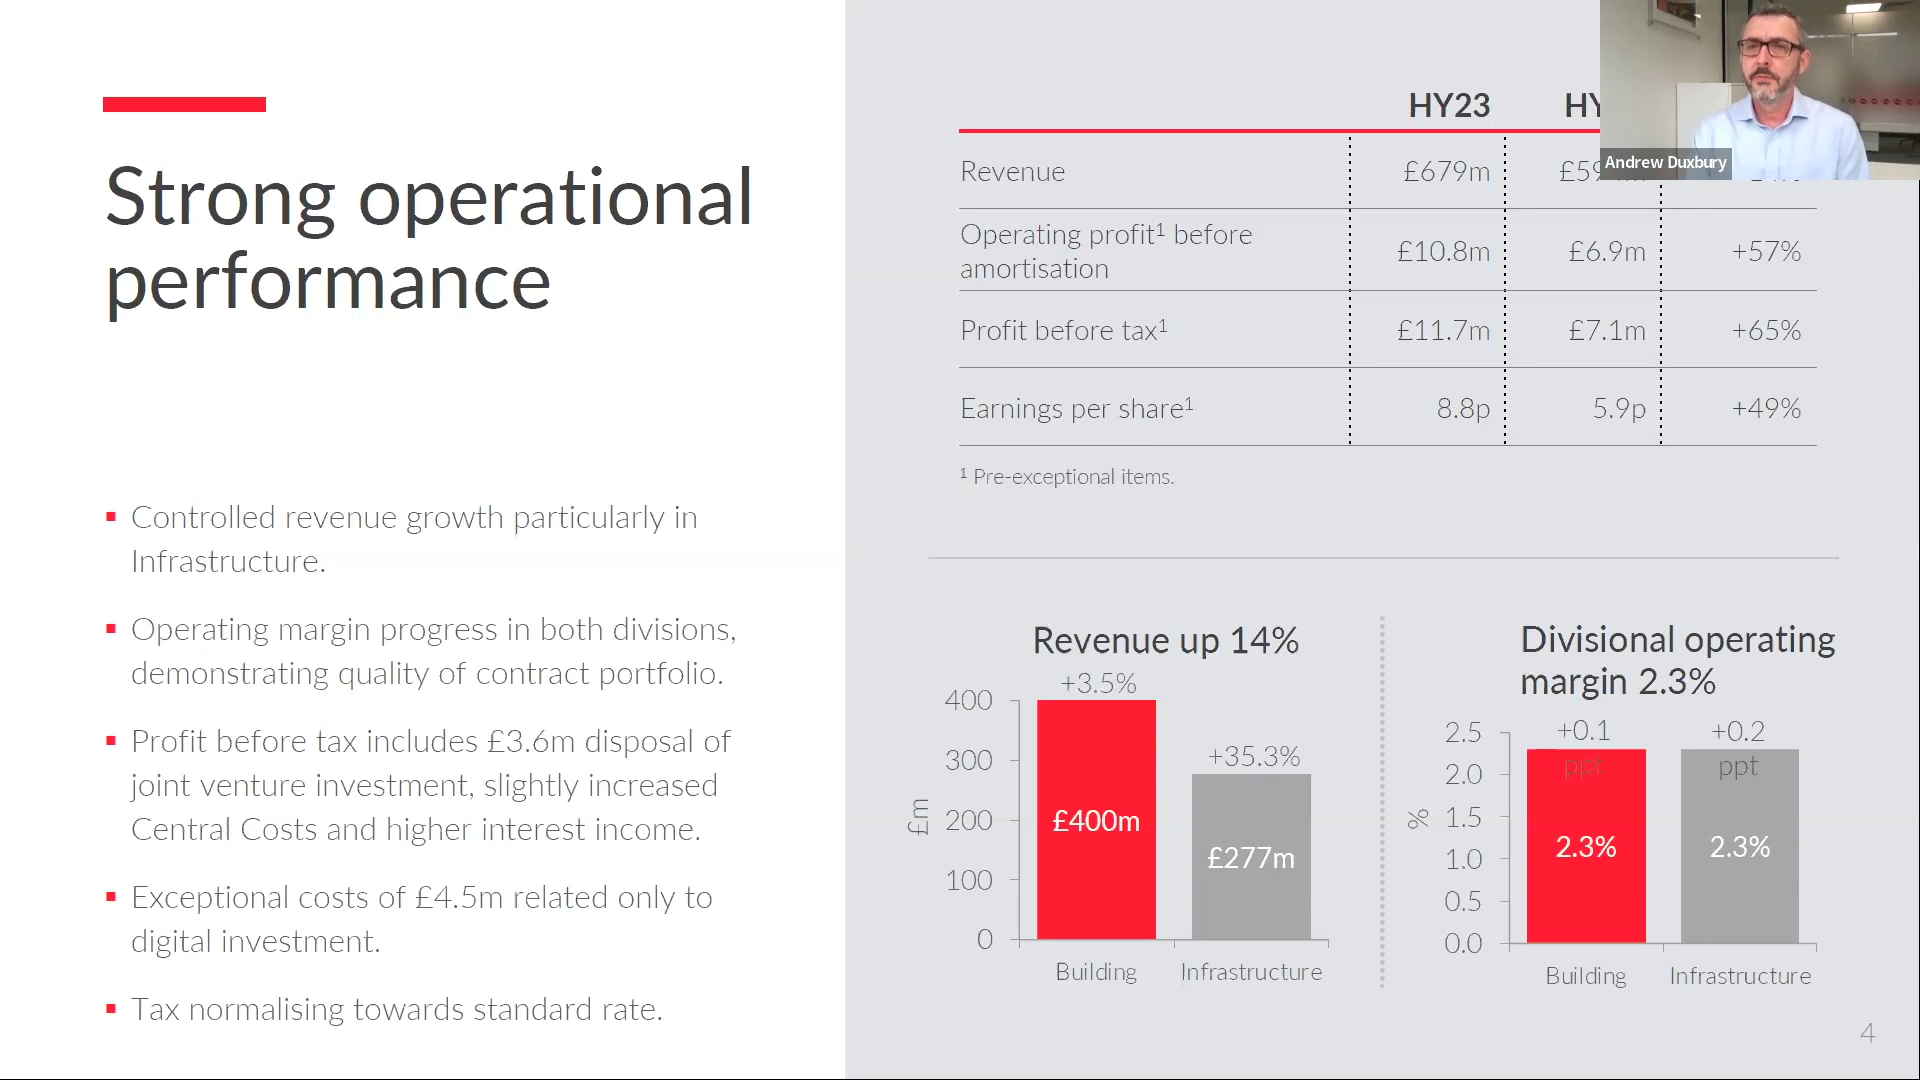 Strong operational
performance
Controlled revenue growth particularly in
Infrastructure.
Operating margin progress in both divisions,
demonstrating quality of contract portfolio.
Profit before tax includes £3.6m disposal of
joint venture investment, slightly increased
Central Costs and higher interest income.
Exceptional costs of £4.5m related only to
digital investment.
Tax normalising towards standard rate.
HY23
Andrew Duxbury
Revenue £679m
Operating profit¹ before
amortisation £10.8m £6.9m +57%
Profit before tax¹ £11.7m £7.1m +65%
Earnings per share¹ 8.8p 5.9p +49%
¹ Pre-exceptional items.
Revenue up 14%
+3.5%
+35.3%
400
300
200
100
0
£m
£400m
£277m
Building Infrastructure
Divisional operating
margin 2.3%
+0.1
ppt
+0.2
ppt
2.5
2.0
1.5
1.0
0.5
0.0
%
2.3% 2.3%
Building Infrastructure
4